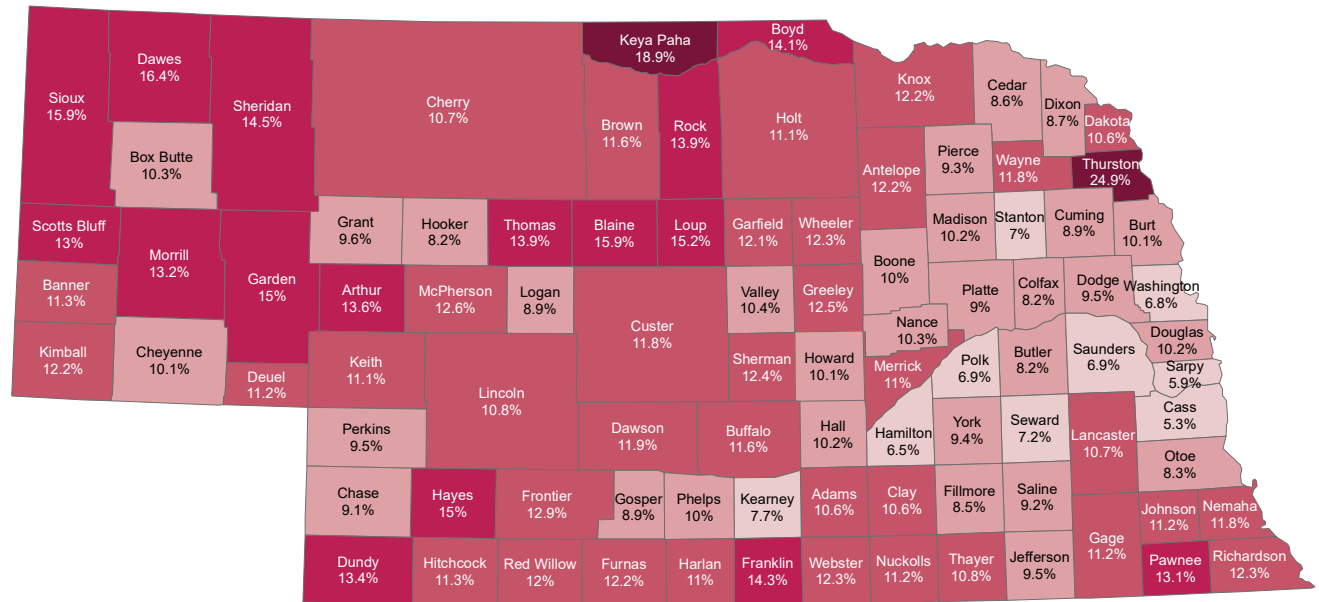 Sioux
15.9%
Dawes
16.4%
Sheridan
14.5%
Box Butte
10.3%
Cherry
10.7%
Keya Paha
18.9%
Boyd
14.1%
Brown
11.6%
Rock
13.9%
Holt
11.1%
Knox
12.2%
Cedar
8.6%
Dixon
8.7%
Dakota
10.6%
Antelope
12.2%
Pierce
9.3%
Wayne
11.8%
Thurston
24.9%
Scotts Bluff
13%
Morrill
13.2%
Garden
15%
Grant
9.6%
Hooker
8.2%
Thomas
13.9%
Blaine
15.9%
Loup
15.2%
Garfield
12.1%
Wheeler
12.3%
Madison
10.2%
Stanton
7%
Cuming
8.9%
Burt
10.1%
Banner
11.3%
Arthur
13.6%
McPherson
12.6%
Logan
8.9%
Custer
11.8%
Valley
10.4%
Greeley
12.5%
Boone
10%
Platte
9%
Colfax
8.2%
Dodge
9.5%
Washington
6.8%
Nance
10.3%
Kimball
12.2%
Cheyenne
10.1%
Deuel
11.2%
Keith
11.1%
Lincoln
10.8%
Sherman
12.4%
Howard
10.1%
Merrick
11%
Polk
6.9%
Butler
8.2%
Saunders
6.9%
Douglas
10.2%
Sarpy
5.9%
Perkins
9.5%
Dawson
11.9%
Buffalo
11.6%
Hall
10.2%
Hamilton
6.5%
York
9.4%
Seward
7.2%
Lancaster
10.7%
Cass
5.3%
Otoe
8.3%
Chase
9.1%
Hayes
15%
Frontier
12.9%
Gosper
8.9%
Phelps
10%
Kearney
7.7%
Adams
10.6%
Clay
10.6%
Fillmore
8.5%
Saline
9.2%
Gage
11.2%
Johnson
11.2%
Nemaha
11.8%
Dundy
13.4%
Hitchcock
11.3%
Red Willow
12%
Furnas
12.2%
Harlan
11%
Franklin
14.3%
Webster
12.3%
Nuckolls
11.2%
Thayer
10.8%
Jefferson
9.5%
Pawnee
13.1%
Richardson
12.3%